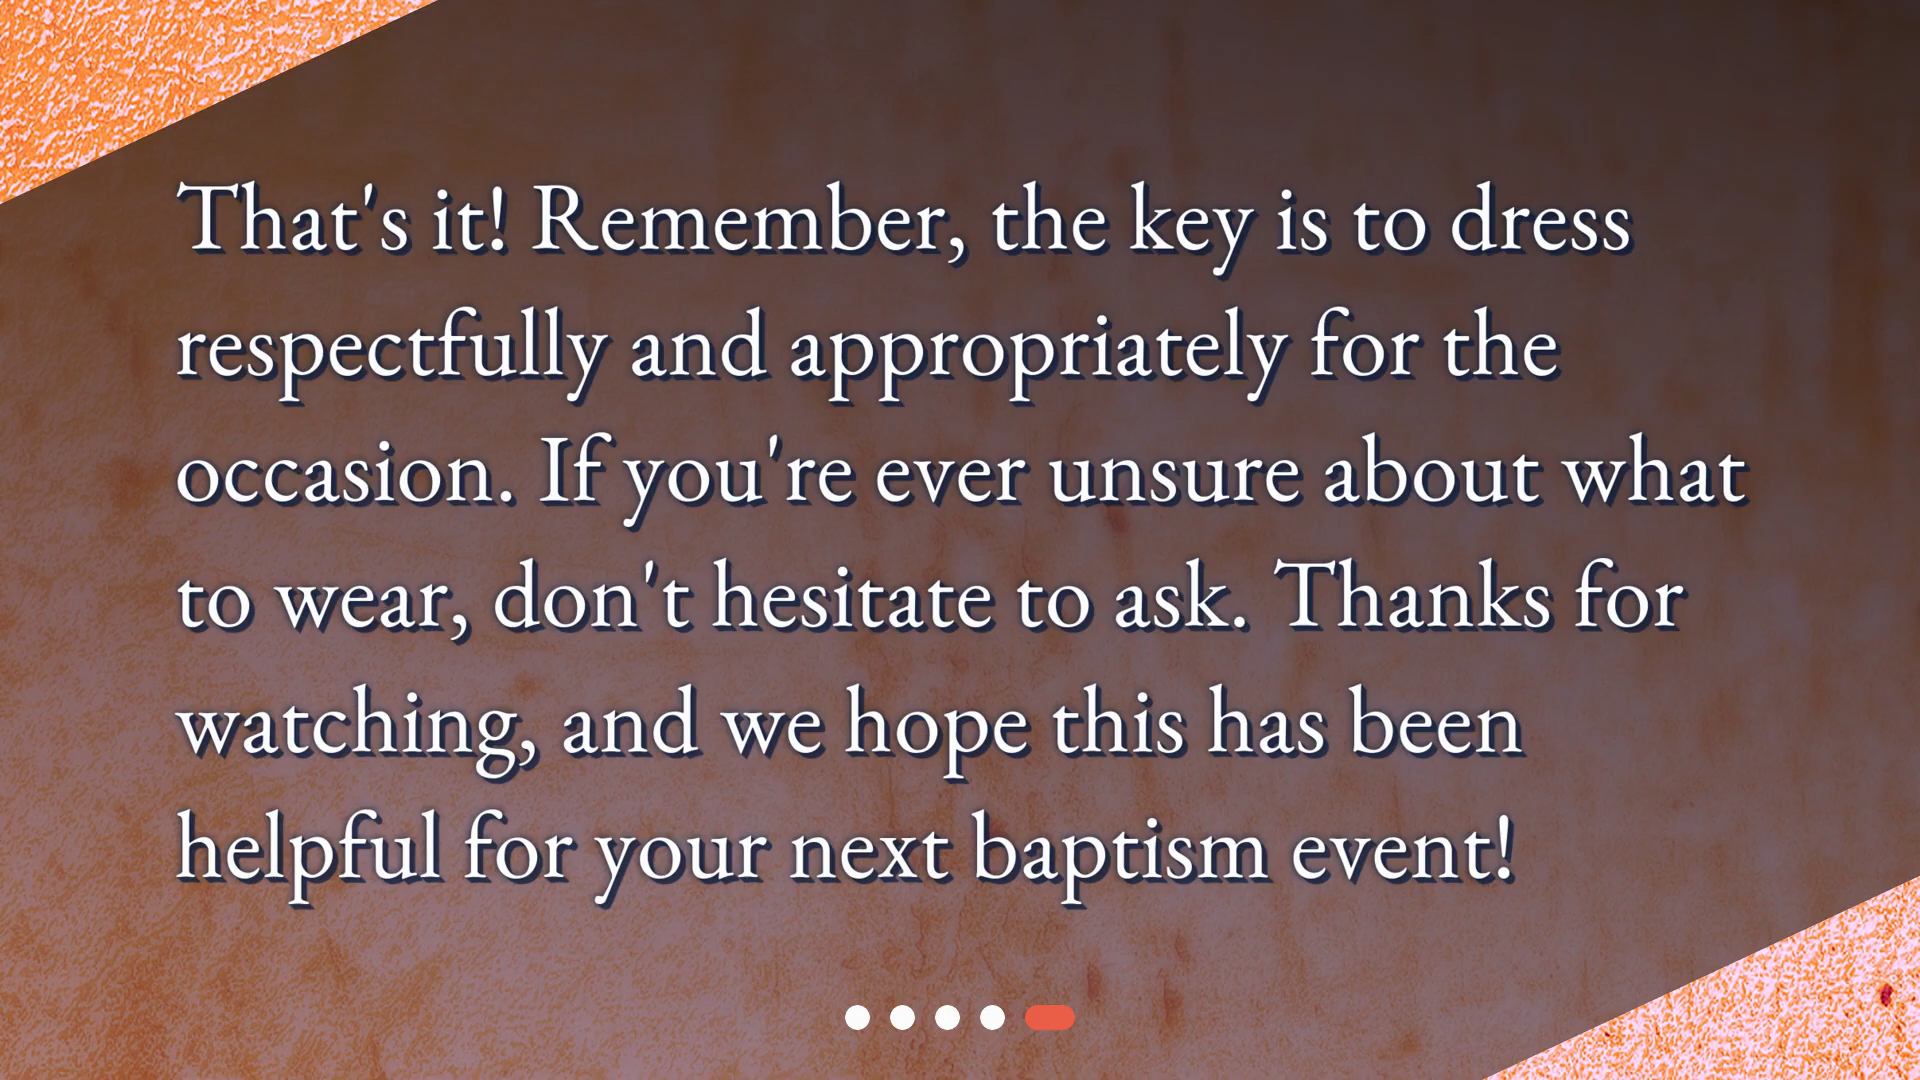 That's it! Remember, the key is to dress
respectfully and appropriately for the
occasion. If you're ever unsure about what
to wear, don't hesitate to ask. Thanks for
watching, and we hope this has been
helpful for your next baptism event!